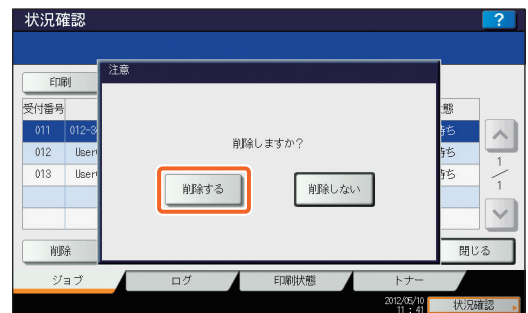 状況確認
?
注意
印刷
受付番号
態
011 012-3
待ち
012 User
待ち
013 User
待ち
1
1
削除しますか?
削除する
削除しない
削除
閉じる
ジョブ
ログ
印刷状態
トナー
2012/05/10
11:41
状況確認